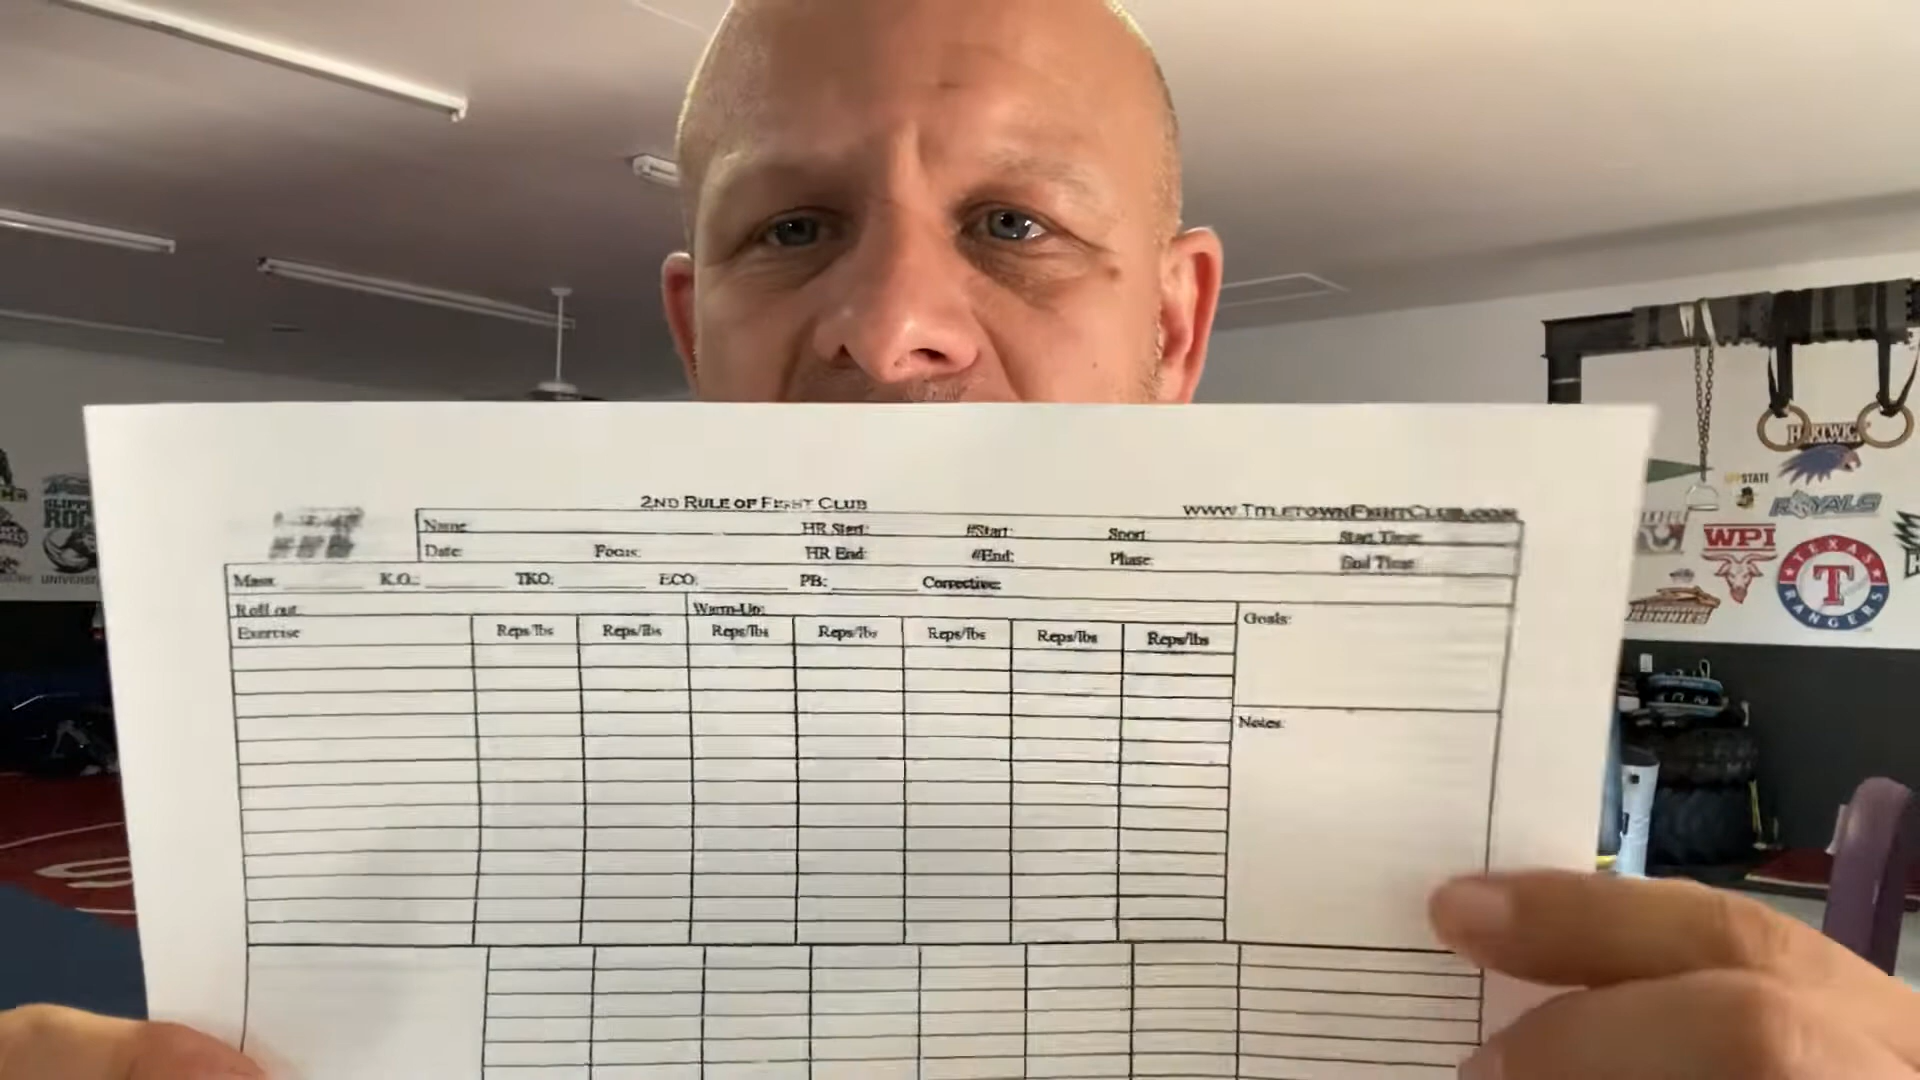 2ND RULE OF FIGHT CLUB
WWW.TITLETOWNFIGHTCLUB.COM
Name HR Start: #Start: Sport Start Time:
Date: Focus: HR End: #End: Phase: End Time:
Mass: K.O.: TKO: ECO: PB: Corrective:
Roll out Warm-Up:
Exercise Reps/lbs Reps/lbs Reps/lbs Reps/lbs Reps/lbs Reps/lbs Reps/lbs
Goals:
Notes:
HARTWICK
STATE
ROYALS
WPI
TEXAS
T
RANGERS